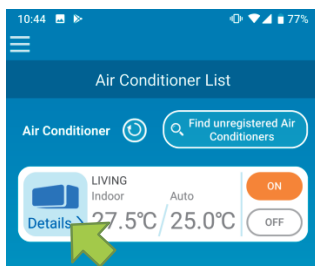 10:44 77%
Air Conditioner List
Air Conditioner
Find unregistered Air
Conditioners
LIVING
Indoor Auto
Details 27.5℃ 25.0℃
ON
OFF